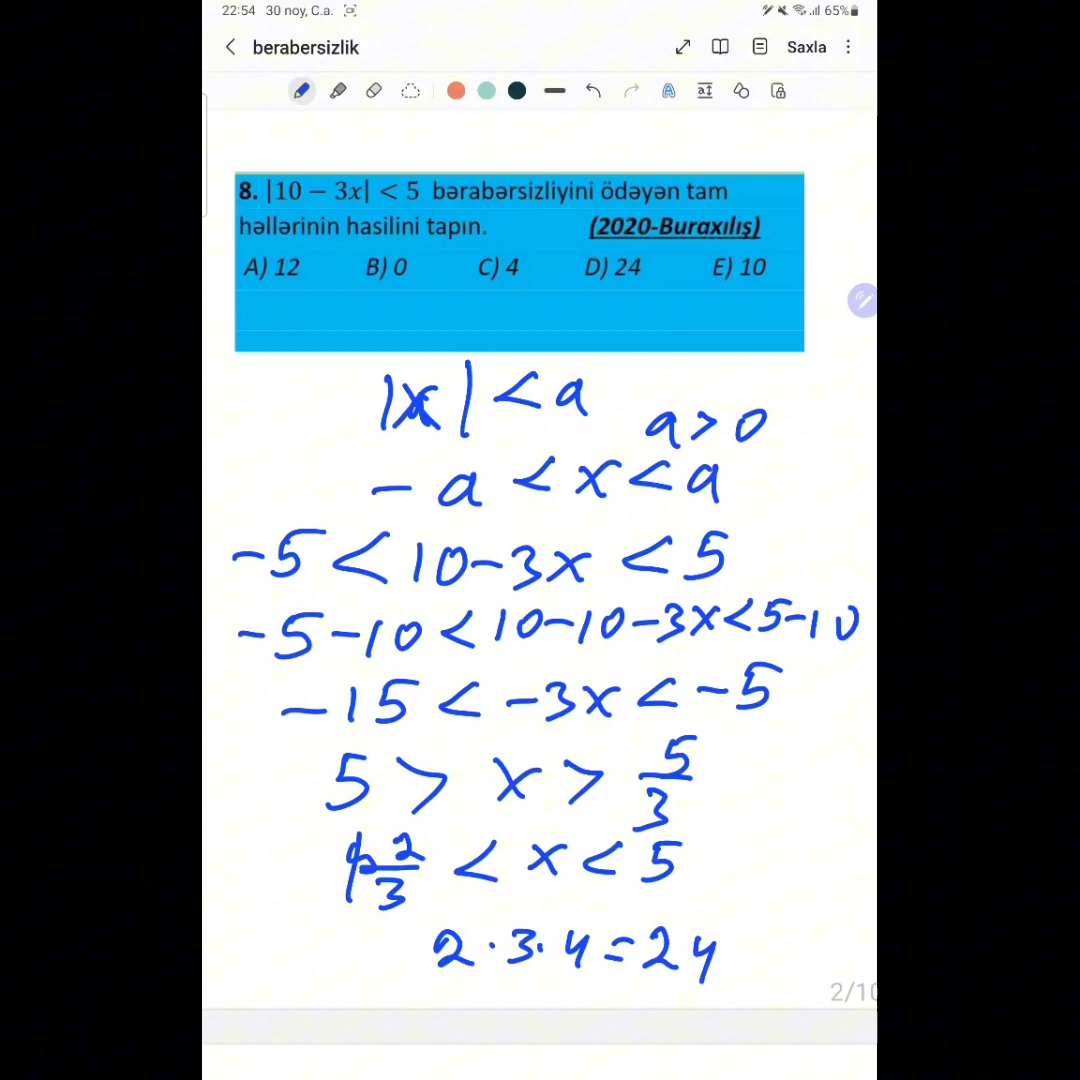 22:54 30 noy, C.a. 65%
berabersizlik Saxla
8. |10 − 3x| < 5 bərabərsizliyini ödəyən tam
həllərinin hasilini tapın. (2020-Buraxılış)
A) 12 B) 0 C) 4 D) 24 E) 10
|x| < a
a > 0
- a < x < a
-5 < 10-3x < 5
-5-10 < 10-10-3x < 5-10
-15 < -3x < -5
5 > x > 5/3
1 2/3 < x < 5
2·3·4=24
2/10